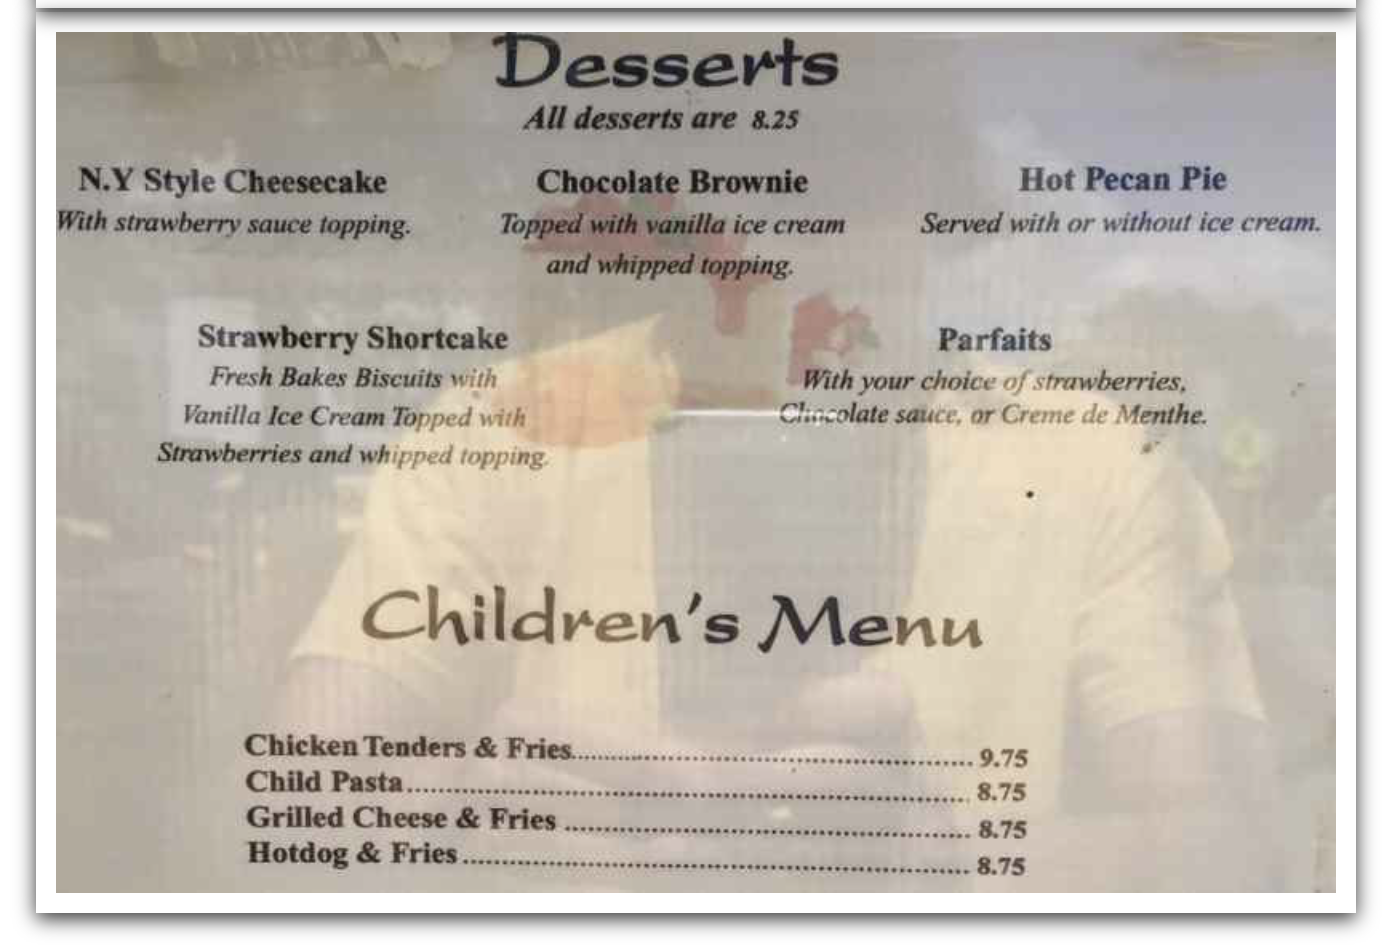 Desserts
All desserts are 8.25
N.Y Style Cheesecake
With strawberry sauce topping.
Chocolate Brownie
Topped with vanilla ice cream
and whipped topping.
Hot Pecan Pie
Served with or without ice cream.
Strawberry Shortcake
Fresh Bakes Biscuits with
Vanilla Ice Cream Topped with
Strawberries and whipped topping.
Parfaits
With your choice of strawberries,
Chocolate sauce, or Creme de Menthe.
Children's Menu
Chicken Tenders & Fries........................................................ 9.75
Child Pasta................................................................................ 8.75
Grilled Cheese & Fries ......................................................... 8.75
Hotdog & Fries ........................................................................ 8.75